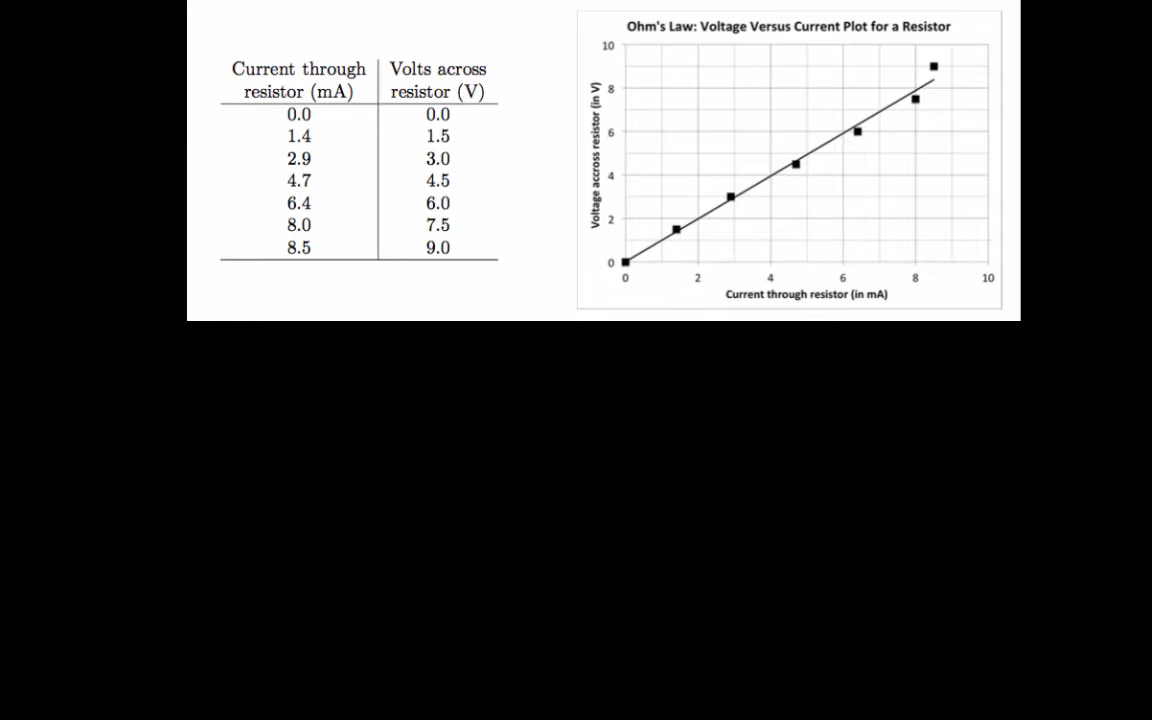 Current through Volts across
resistor (mA) resistor (V)
0.0 0.0
1.4 1.5
2.9 3.0
4.7 4.5
6.4 6.0
8.0 7.5
8.5 9.0
Ohm's Law: Voltage Versus Current Plot for a Resistor
Voltage accross resistor (in V)
10
8
6
4
2
0
0 2 4 6 8 10
Current through resistor (in mA)